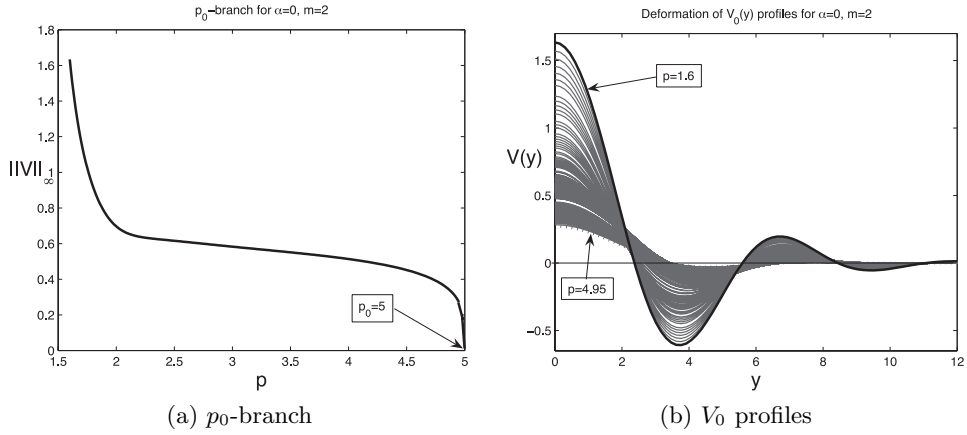 p₀−branch for α=0, m=2
1.8
1.6
1.4
1.2
1
||V||∞
0.8
0.6
0.4
0.2
0
p₀=5
1.5 2 2.5 3 3.5 4 4.5 5
p
(a) p₀-branch
Deformation of V₀(y) profiles for α=0, m=2
1.5
p=1.6
1
V(y)
0.5
0
p=4.95
−0.5
0 2 4 6 8 10 12
y
(b) V₀ profiles